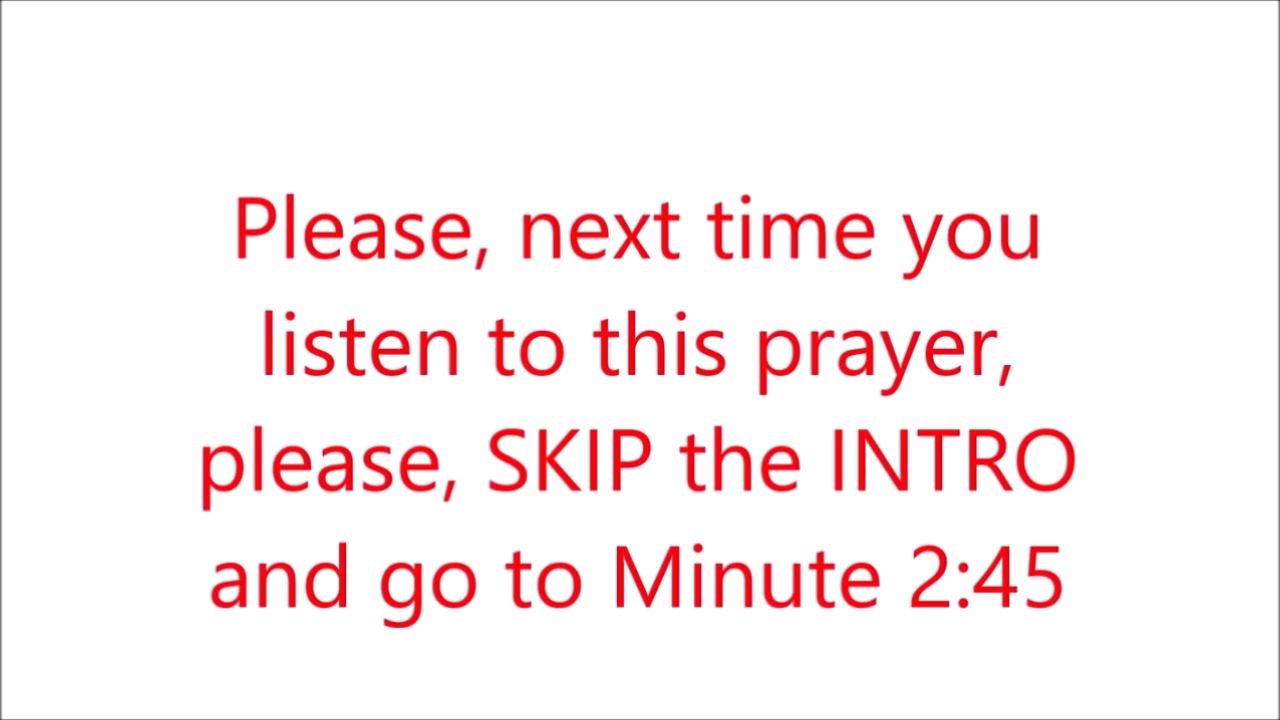 Please, next time you
listen to this prayer,
please, SKIP the INTRO
and go to Minute 2:45